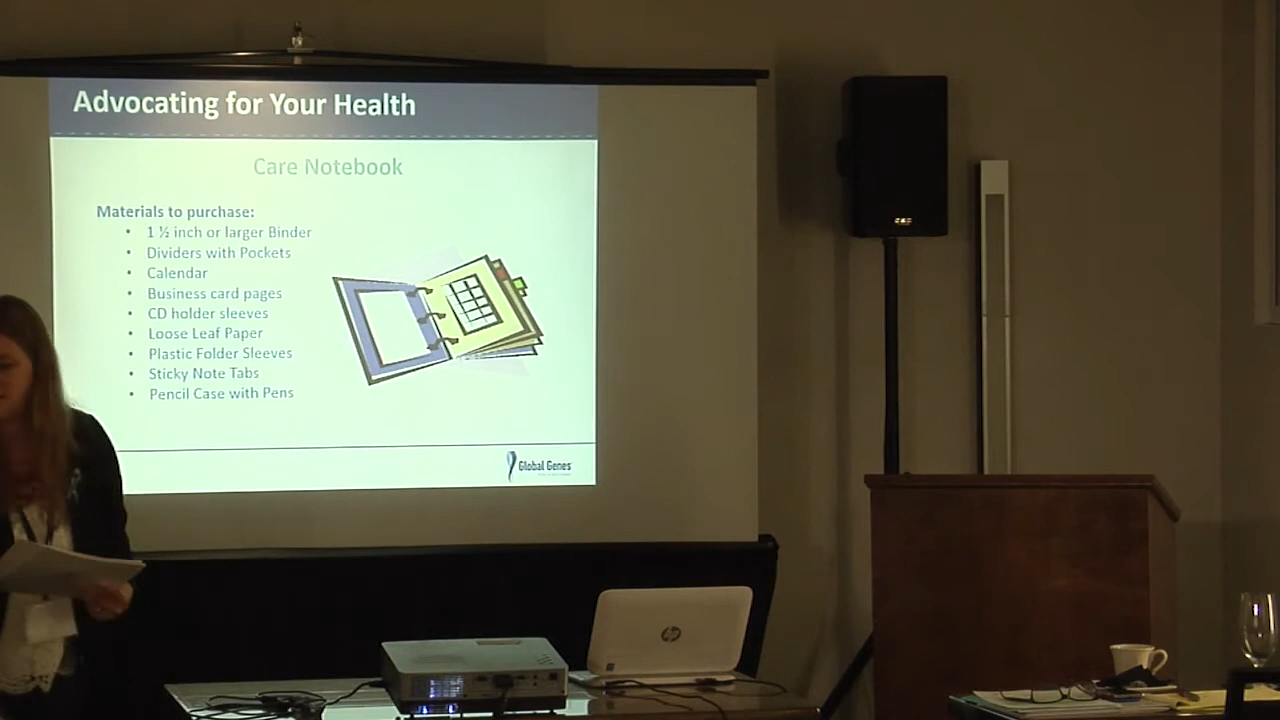 Advocating for Your Health
Care Notebook
Materials to purchase:
• 1 ½ inch or larger Binder
• Dividers with Pockets
• Calendar
• Business card pages
• CD holder sleeves
• Loose Leaf Paper
• Plastic Folder Sleeves
• Sticky Note Tabs
• Pencil Case with Pens
Global Genes
hp